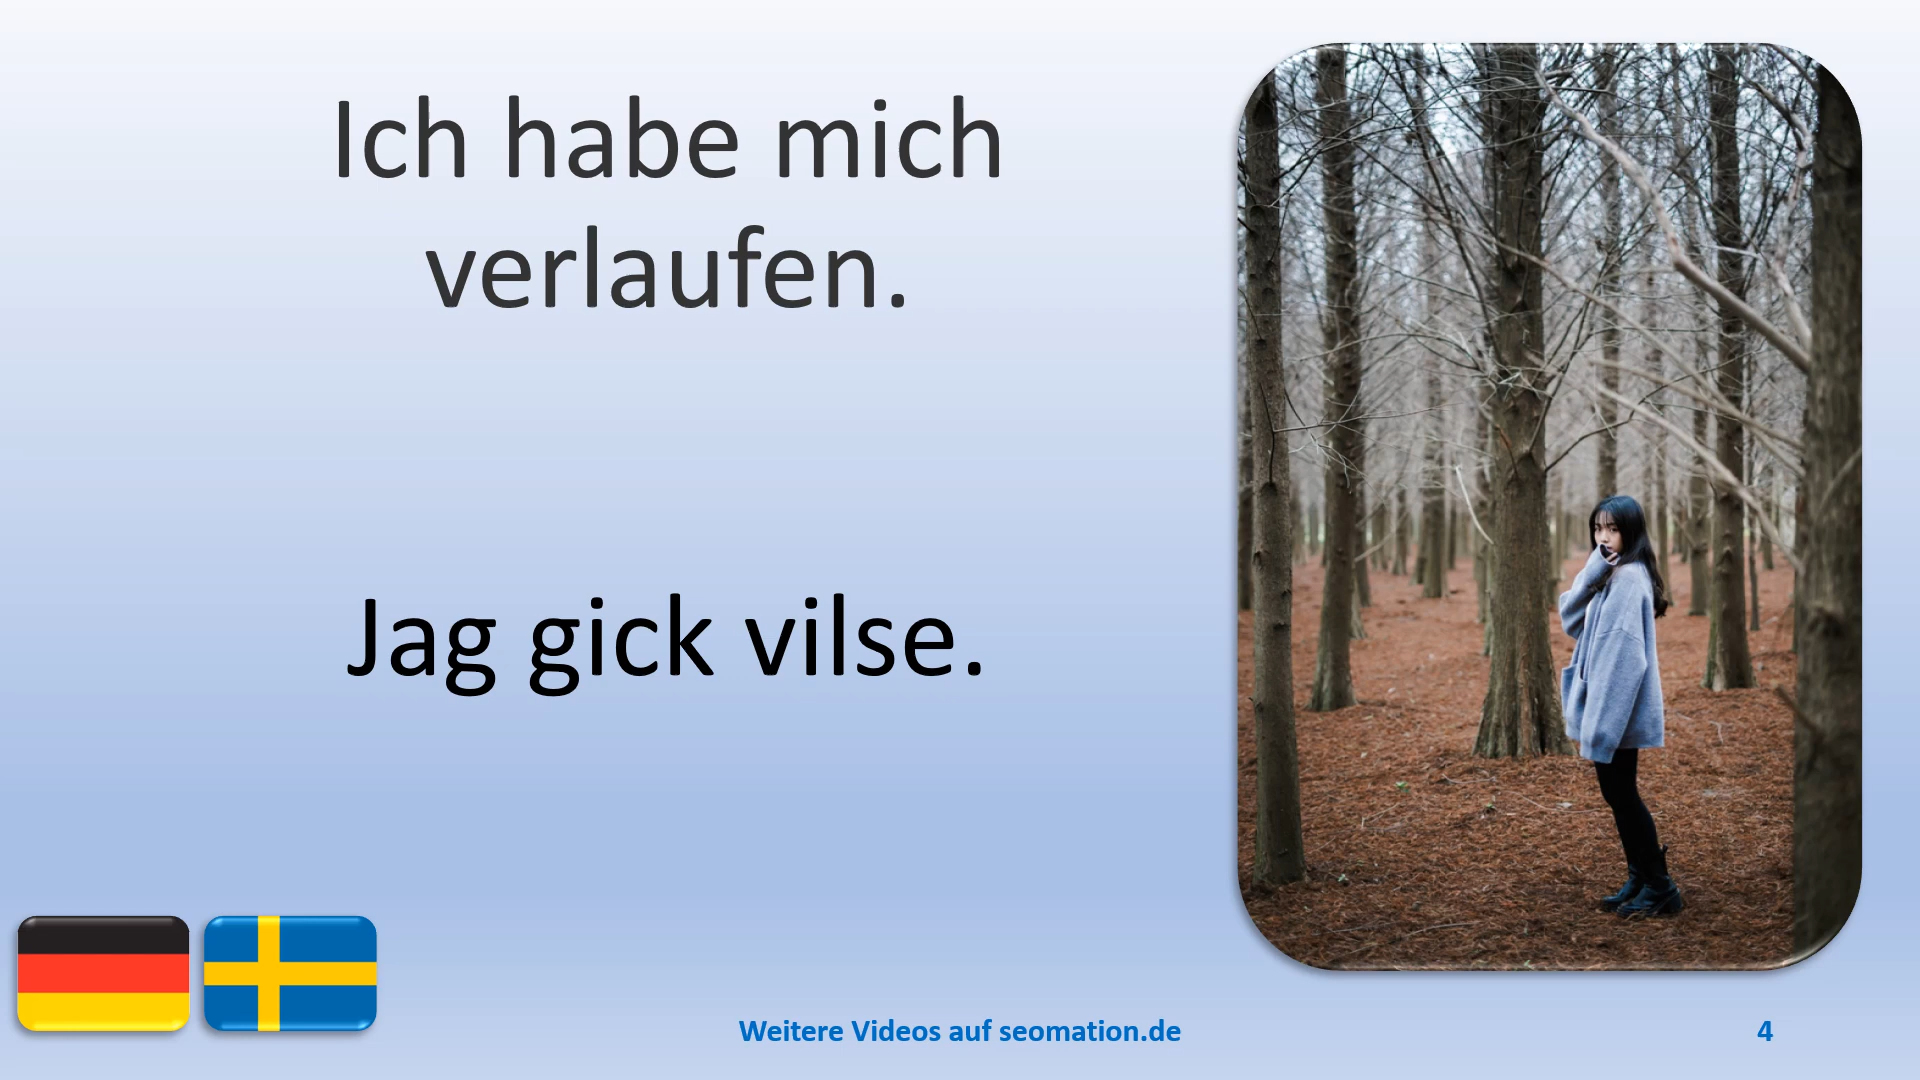 Ich habe mich
verlaufen.
Jag gick vilse.
Weitere Videos auf seomation.de
4